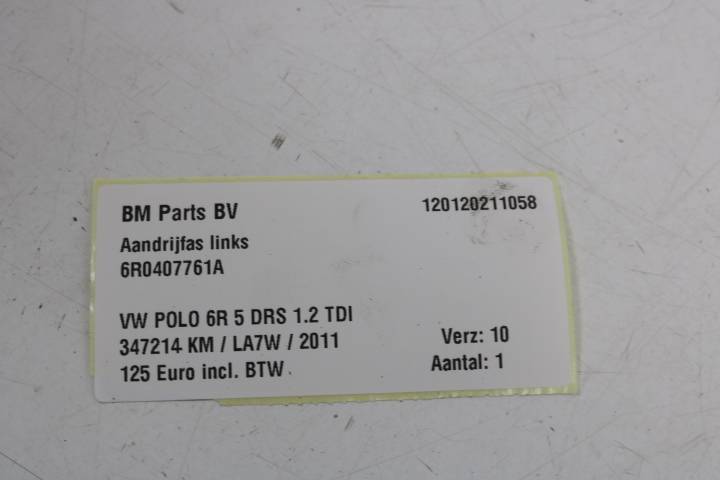 BM Parts BV 120120211058
Aandrijfas links
6R0407761A
VW POLO 6R 5 DRS 1.2 TDI
347214 KM / LA7W / 2011 Verz: 10
125 Euro incl. BTW Aantal: 1